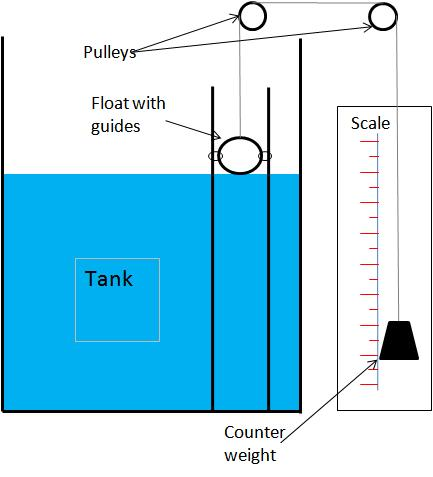 Pulleys
Float with
guides
Scale
Tank
Counter
weight